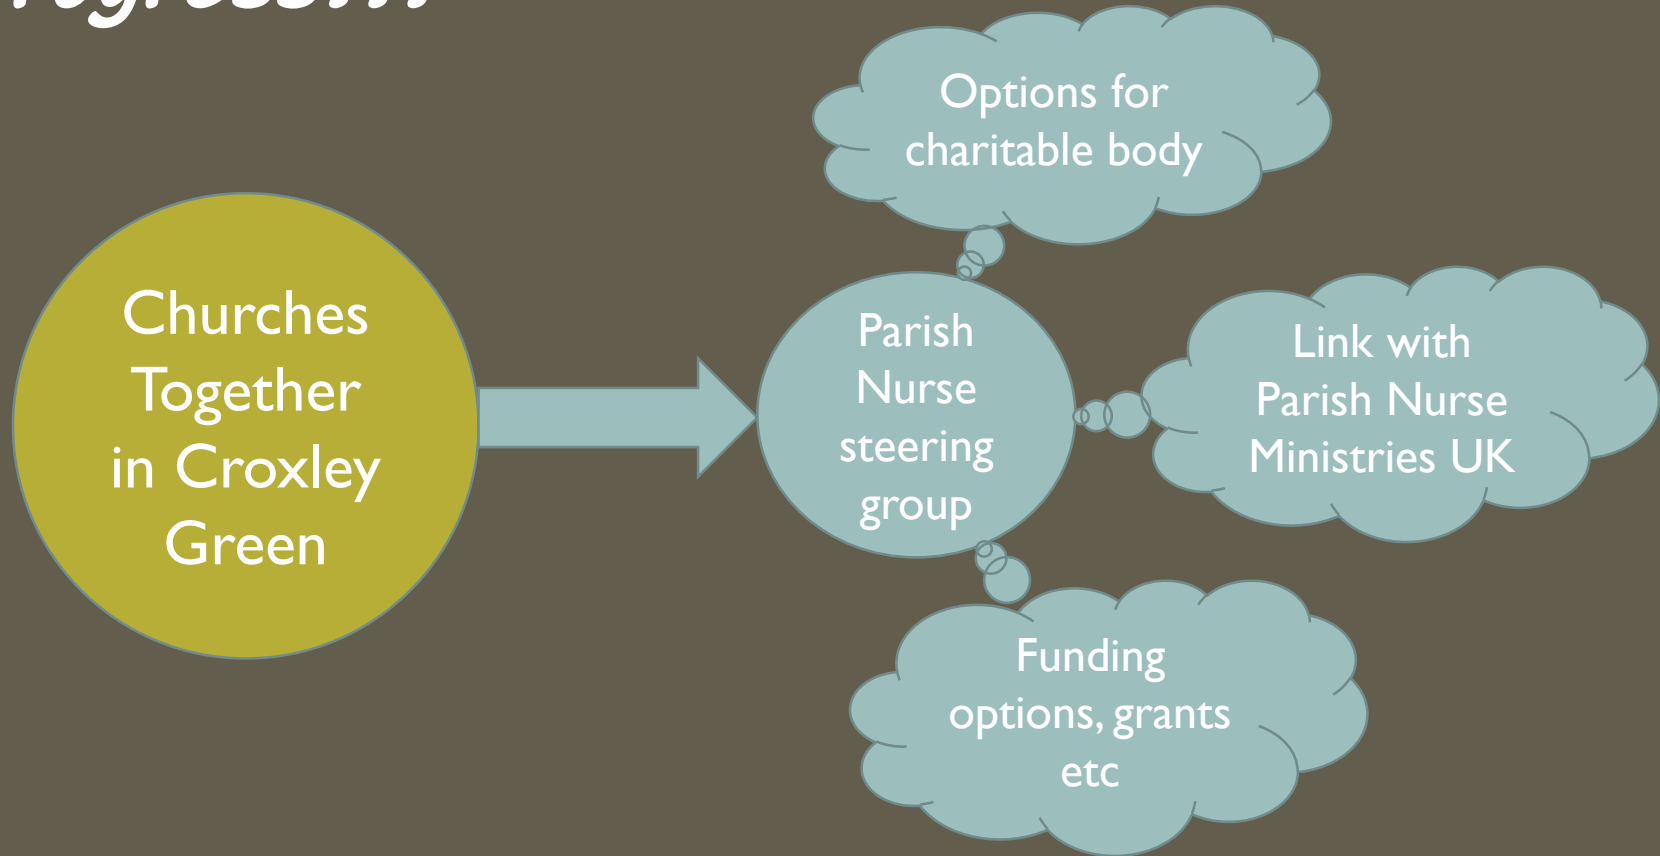 Churches
Together
in Croxley
Green
Parish
Nurse
steering
group
Options for
charitable body
Link with
Parish Nurse
Ministries UK
Funding
options, grants
etc